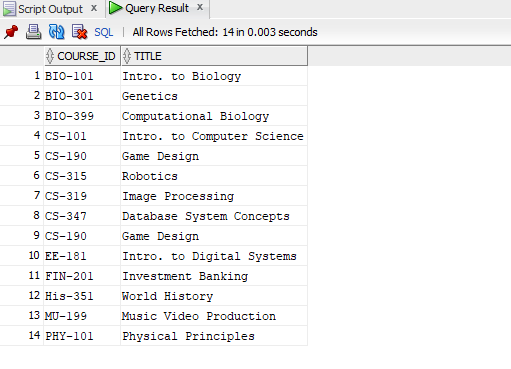 Script Output x Query Result x
SQL | All Rows Fetched: 14 in 0.003 seconds
COURSE_ID TITLE
1 BIO-101 Intro. to Biology
2 BIO-301 Genetics
3 BIO-399 Computational Biology
4 CS-101 Intro. to Computer Science
5 CS-190 Game Design
6 CS-315 Robotics
7 CS-319 Image Processing
8 CS-347 Database System Concepts
9 CS-190 Game Design
10 EE-181 Intro. to Digital Systems
11 FIN-201 Investment Banking
12 His-351 World History
13 MU-199 Music Video Production
14 PHY-101 Physical Principles